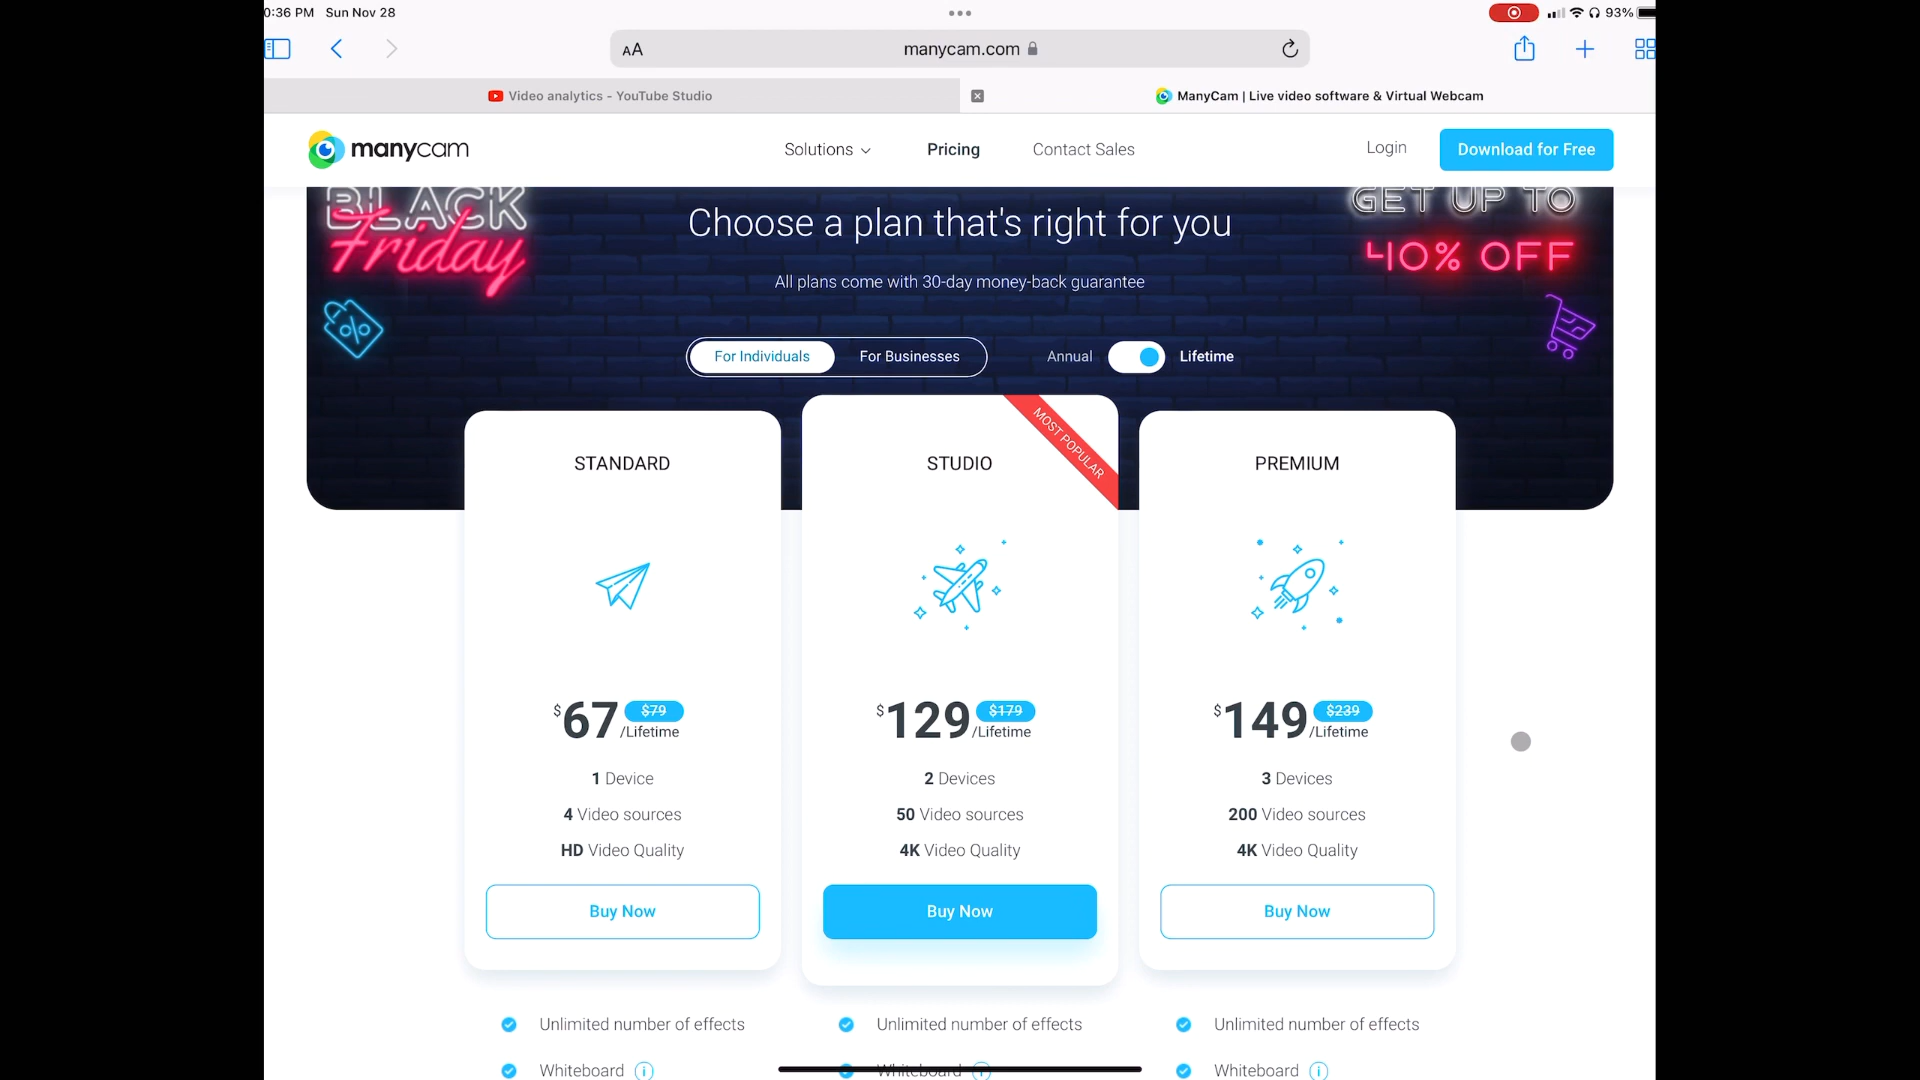 0:36 PM Sun Nov 28
93%
AA
manycam.com
Video analytics - YouTube Studio
ManyCam | Live video software & Virtual Webcam
manycam
Solutions
Pricing
Contact Sales
Login
Download for Free
BLACK
Friday
GET UP TO
40% OFF
Choose a plan that's right for you
All plans come with 30-day money-back guarantee
For Individuals
For Businesses
Annual
Lifetime
STANDARD
$67 $79
/Lifetime
1 Device
4 Video sources
HD Video Quality
Buy Now
Unlimited number of effects
Whiteboard
MOST POPULAR
STUDIO
$129 $179
/Lifetime
2 Devices
50 Video sources
4K Video Quality
Buy Now
Unlimited number of effects
Whiteboard
PREMIUM
$149 $239
/Lifetime
3 Devices
200 Video sources
4K Video Quality
Buy Now
Unlimited number of effects
Whiteboard